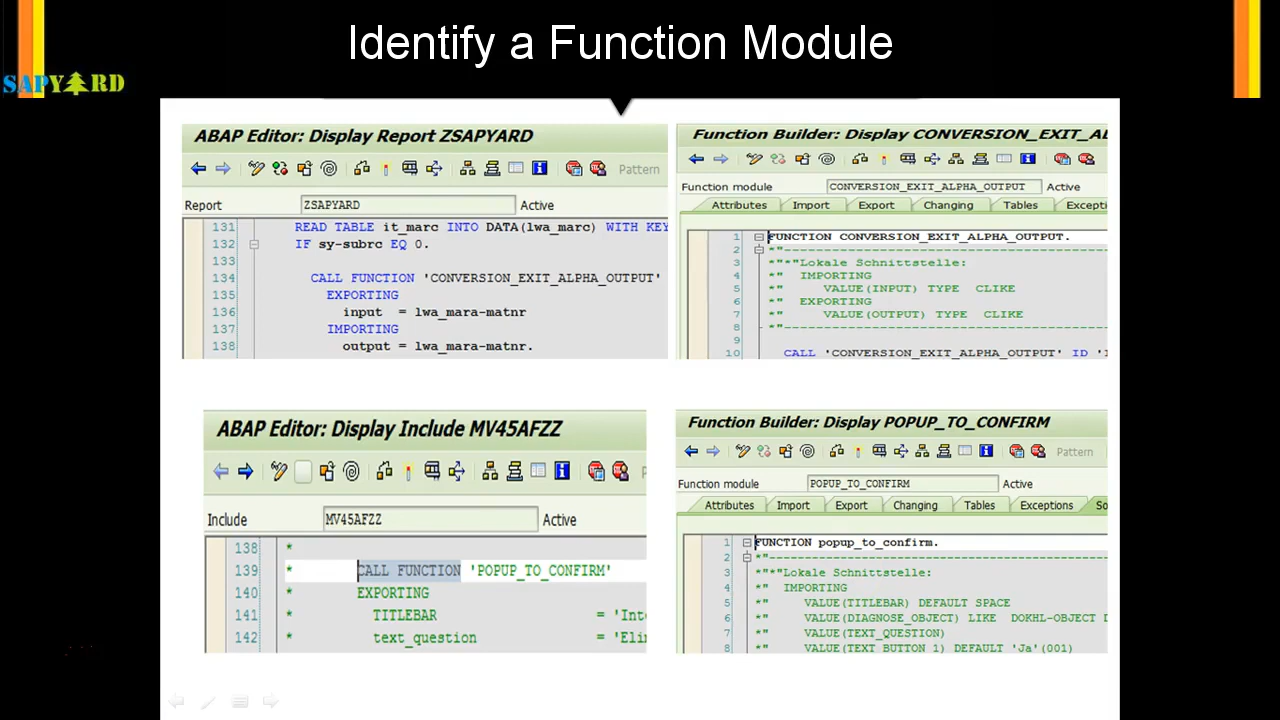 Identify a Function Module
SAPYARD
ABAP Editor: Display Report ZSAPYARD
Pattern
Report ZSAPYARD Active
131 READ TABLE it_marc INTO DATA(lwa_marc) WITH KEY
132 IF sy-subrc EQ 0.
133
134 CALL FUNCTION 'CONVERSION_EXIT_ALPHA_OUTPUT'
135 EXPORTING
136 input = lwa_mara-matnr
137 IMPORTING
138 output = lwa_mara-matnr.
Function Builder: Display CONVERSION_EXIT_AL
Function module CONVERSION_EXIT_ALPHA_OUTPUT Active
Attributes Import Export Changing Tables Excepti
1 FUNCTION CONVERSION_EXIT_ALPHA_OUTPUT.
2 *"----------------------------------------------------
3 *"*"Lokale Schnittstelle:
4 *" IMPORTING
5 *" VALUE(INPUT) TYPE CLIKE
6 *" EXPORTING
7 *" VALUE(OUTPUT) TYPE CLIKE
8 *"----------------------------------------------------
9
10 CALL 'CONVERSION_EXIT_ALPHA_OUTPUT' ID 'I
ABAP Editor: Display Include MV45AFZZ
Include MV45AFZZ Active
138 *
139 * CALL FUNCTION 'POPUP_TO_CONFIRM'
140 * EXPORTING
141 * TITLEBAR = 'Inte
142 * text_question = 'Elim
Function Builder: Display POPUP_TO_CONFIRM
Pattern
Function module POPUP_TO_CONFIRM Active
Attributes Import Export Changing Tables Exceptions So
1 FUNCTION popup_to_confirm.
2 *"----------------------------------------------------
3 *"*"Lokale Schnittstelle:
4 *" IMPORTING
5 *" VALUE(TITLEBAR) DEFAULT SPACE
6 *" VALUE(DIAGNOSE_OBJECT) LIKE DOKHL-OBJECT D
7 *" VALUE(TEXT_QUESTION)
8 *" VALUE(TEXT_BUTTON_1) DEFAULT 'Ja'(001)